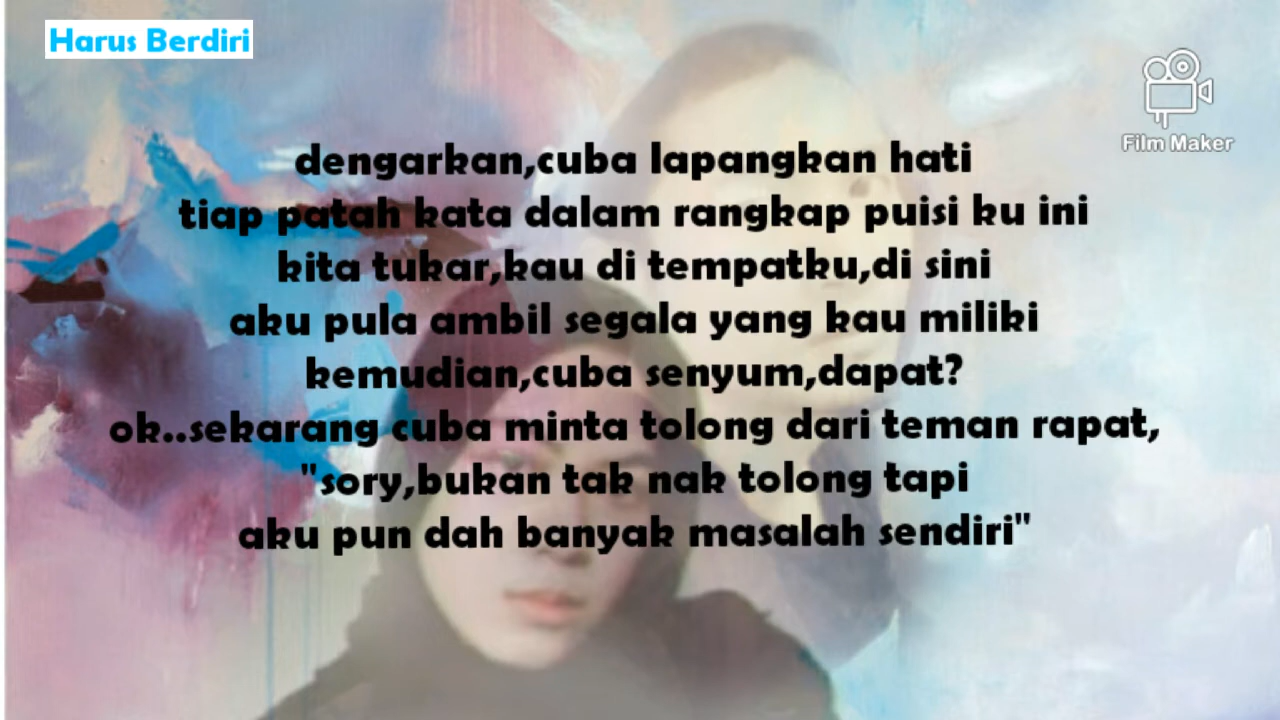 Harus Berdiri
Film Maker
dengarkan,cuba lapangkan hati
tiap patah kata dalam rangkap puisi ku ini
kita tukar,kau di tempatku,di sini
aku pula ambil segala yang kau miliki
kemudian,cuba senyum,dapat?
ok..sekarang cuba minta tolong dari teman rapat,
"sory,bukan tak nak tolong tapi
aku pun dah banyak masalah sendiri"